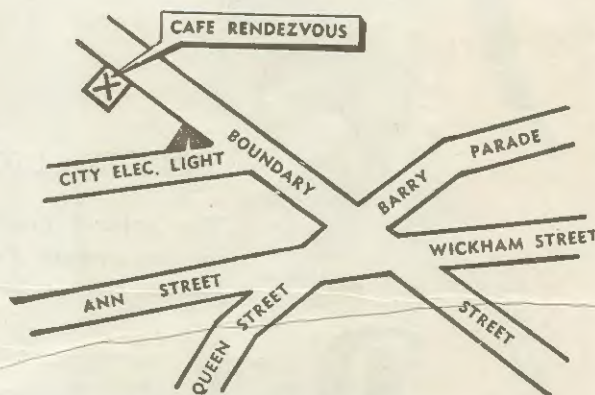 CAFE RENDEZVOUS
CITY ELEC. LIGHT
BOUNDARY
BARRY
PARADE
WICKHAM STREET
ANN STREET
QUEEN STREET
STREET